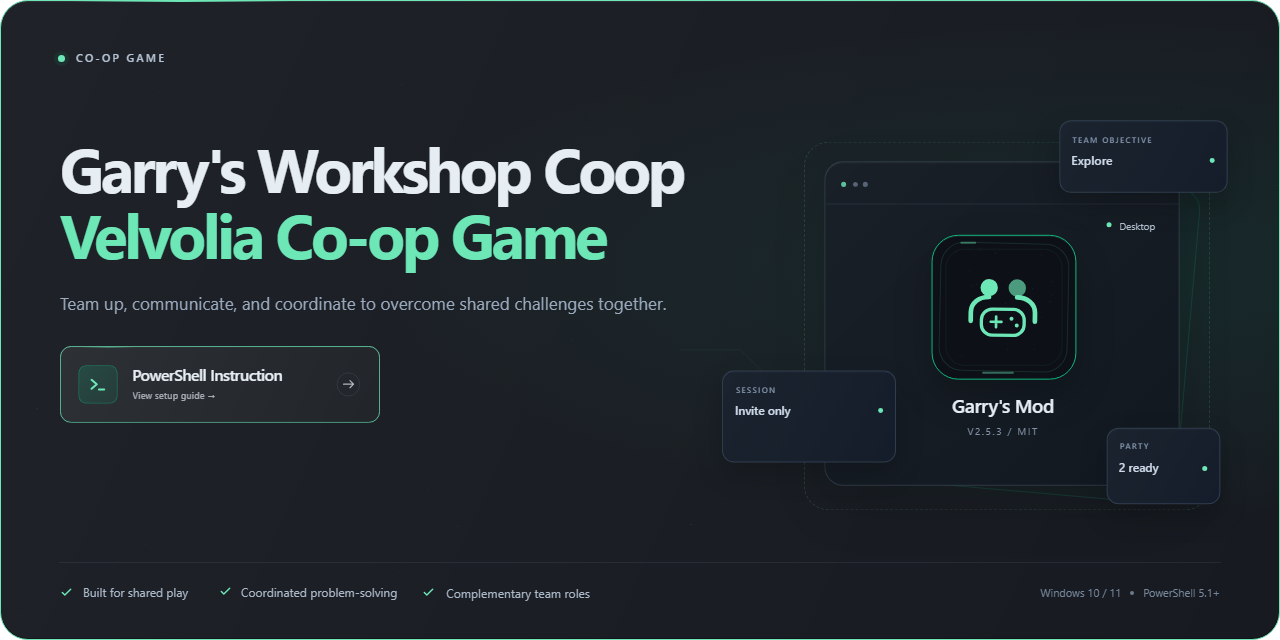 CO-OP GAME
Garry's Workshop Coop
Velvolia Co-op Game
Team up, communicate, and coordinate to overcome shared challenges together.
PowerShell Instruction
View setup guide →
TEAM OBJECTIVE
Explore
Desktop
SESSION
Invite only
Garry's Mod
V2.5.3 / MIT
PARTY
2 ready
Built for shared play
Coordinated problem-solving
Complementary team roles
Windows 10 / 11 • PowerShell 5.1+